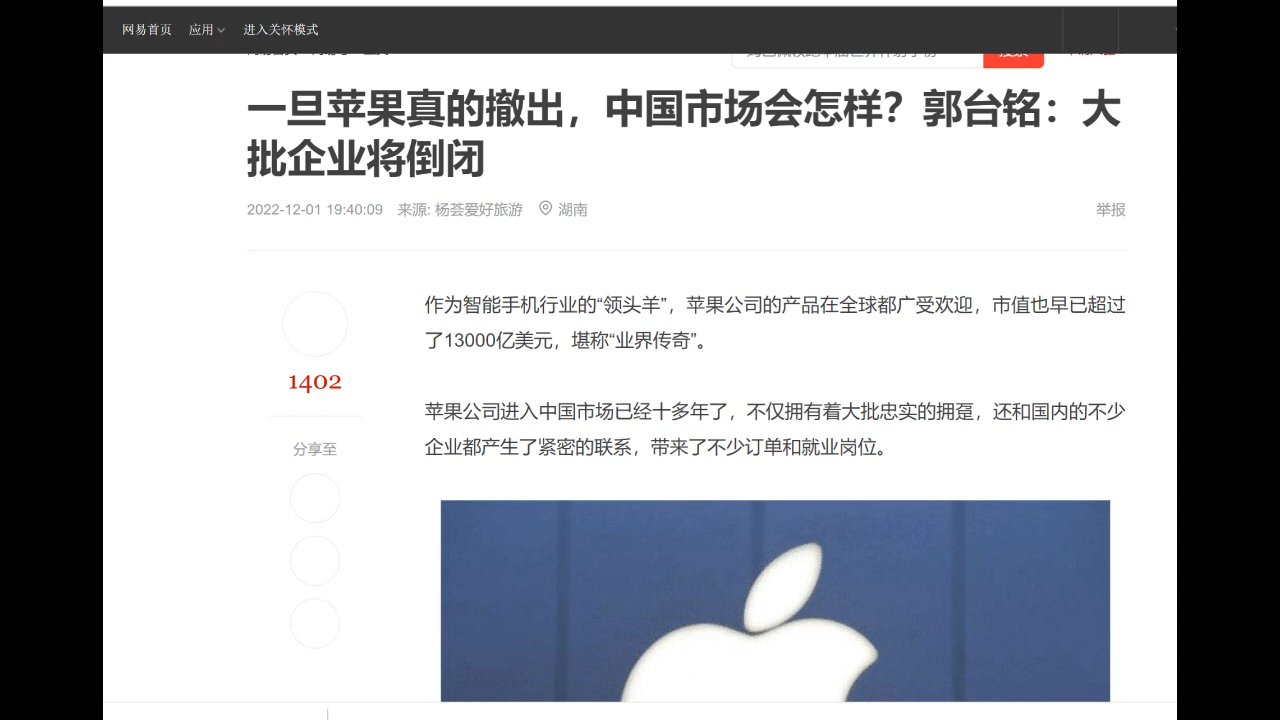 网易首页 应用 进入关怀模式
一旦苹果真的撤出，中国市场会怎样？郭台铭：大
批企业将倒闭
2022-12-01 19:40:09 来源: 杨荟爱好旅游 湖南
举报
作为智能手机行业的“领头羊”，苹果公司的产品在全球都广受欢迎，市值也早已超过
了13000亿美元，堪称“业界传奇”。
1402
苹果公司进入中国市场已经十多年了，不仅拥有着大批忠实的拥趸，还和国内的不少
企业都产生了紧密的联系，带来了不少订单和就业岗位。
分享至